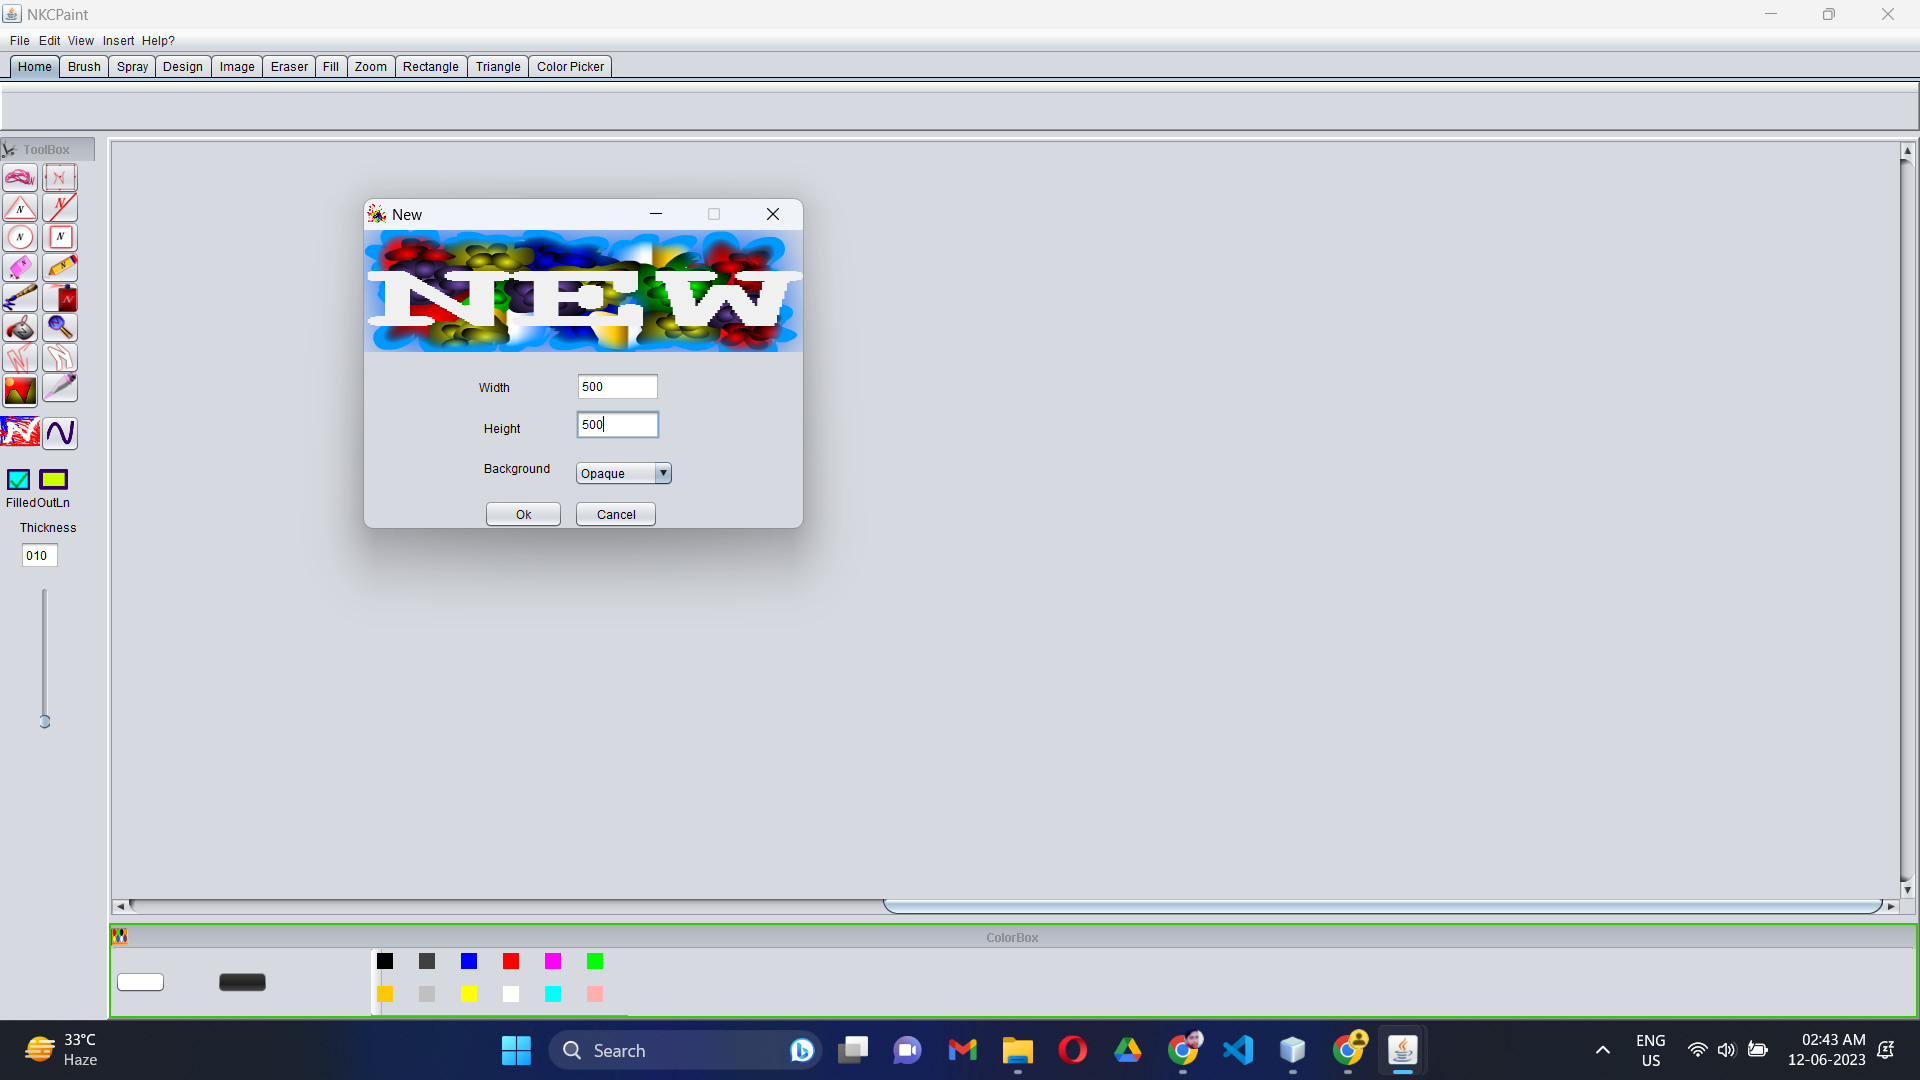 NKCPaint
File Edit View Insert Help?
Home Brush Spray Design Image Eraser Fill Zoom Rectangle Triangle Color Picker
ToolBox
New
NEW
Width 500
Height 500
Background Opaque
Ok Cancel
FilledOutLn
Thickness
010
ColorBox
33°C
Haze
Search
ENG
US
02:43 AM
12-06-2023